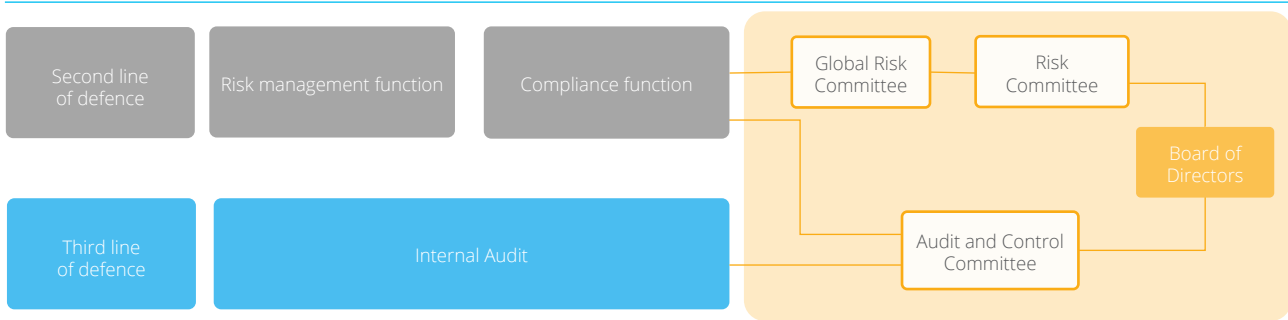 Second line
of defence
Risk management function
Compliance function
Global Risk
Committee
Risk
Committee
Board of
Directors
Third line
of defence
Internal Audit
Audit and Control
Committee